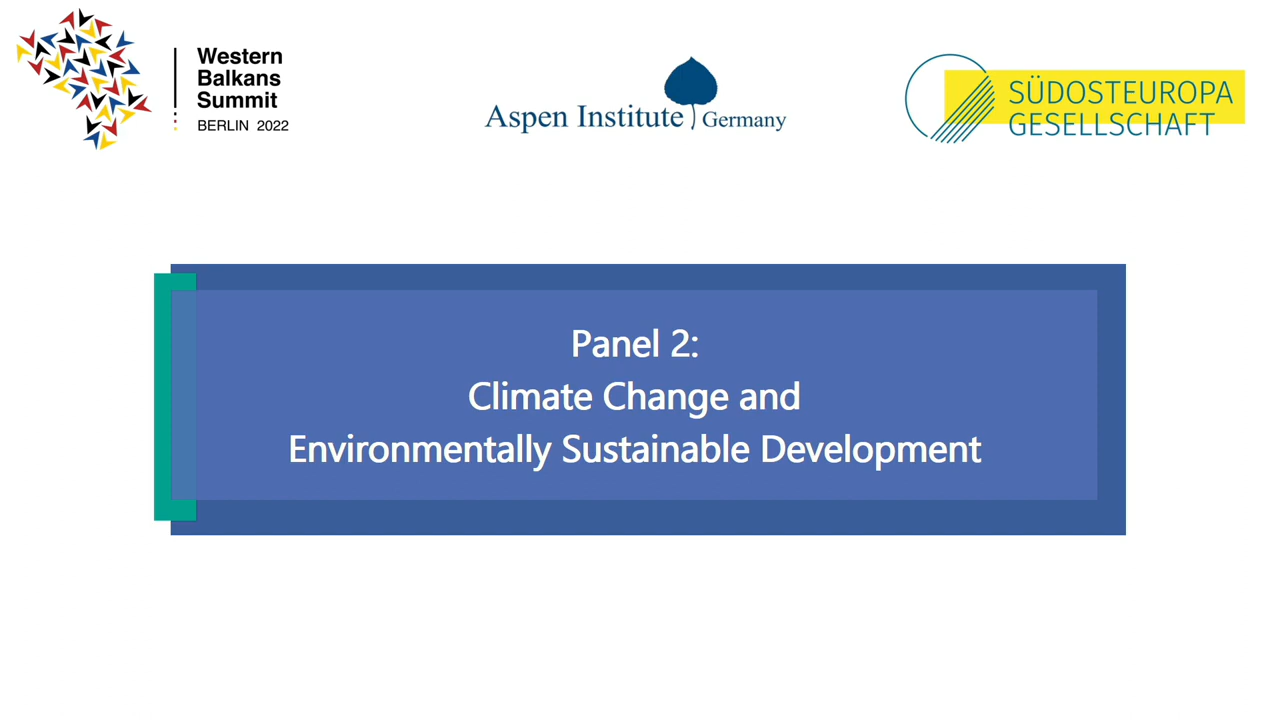 Western
Balkans
Summit
BERLIN 2022
Aspen Institute Germany
SÜDOSTEUROPA
GESELLSCHAFT
Panel 2:
Climate Change and
Environmentally Sustainable Development